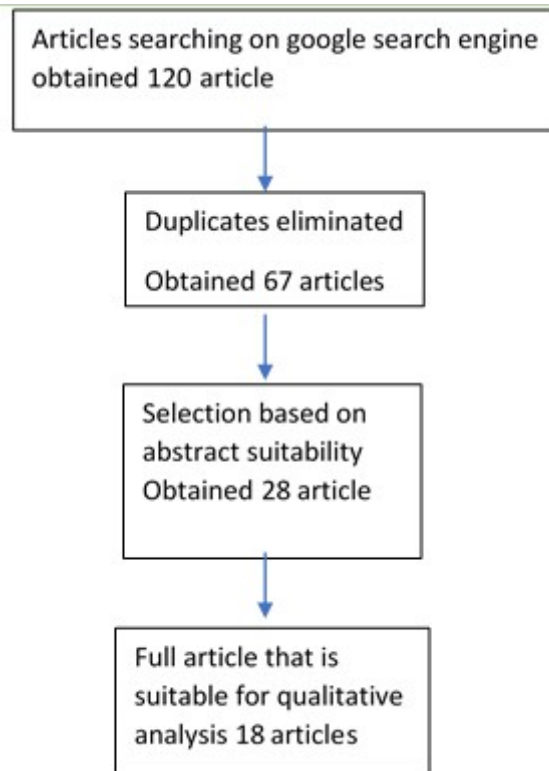 Articles searching on google search engine
obtained 120 article
Duplicates eliminated
Obtained 67 articles
Selection based on
abstract suitability
Obtained 28 article
Full article that is
suitable for qualitative
analysis 18 articles